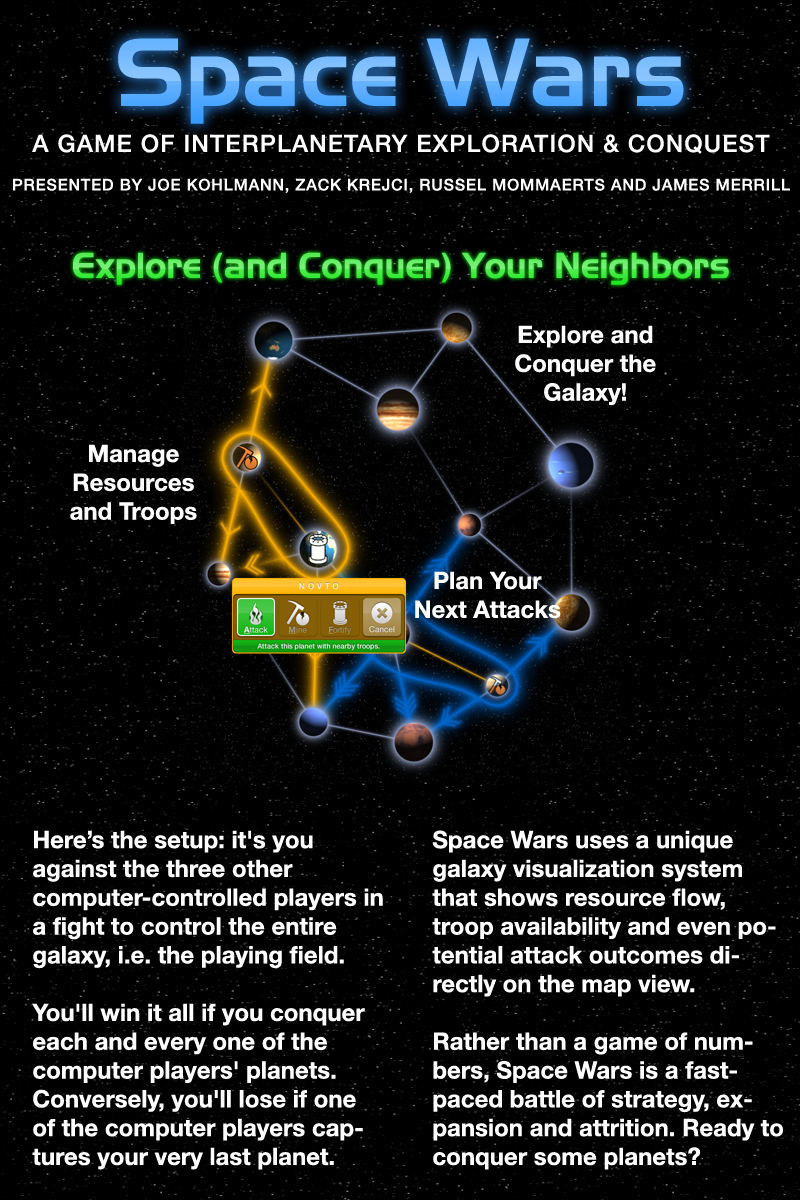 Space Wars
A GAME OF INTERPLANETARY EXPLORATION & CONQUEST
PRESENTED BY JOE KOHLMANN, ZACK KREJCI, RUSSEL MOMMAERTS AND JAMES MERRILL
Explore (and Conquer) Your Neighbors
Explore and
Conquer the
Galaxy!
Manage
Resources
and Troops
Plan Your
Next Attacks
NOVTO
Attack
Mine
Fortify
Cancel
Attack this planet with nearby troops.
Here’s the setup: it's you
against the three other
computer-controlled players in
a fight to control the entire
galaxy, i.e. the playing field.
You'll win it all if you conquer
each and every one of the
computer players' planets.
Conversely, you'll lose if one
of the computer players cap-
tures your very last planet.
Space Wars uses a unique
galaxy visualization system
that shows resource flow,
troop availability and even po-
tential attack outcomes di-
rectly on the map view.
Rather than a game of num-
bers, Space Wars is a fast-
paced battle of strategy, ex-
pansion and attrition. Ready to
conquer some planets?